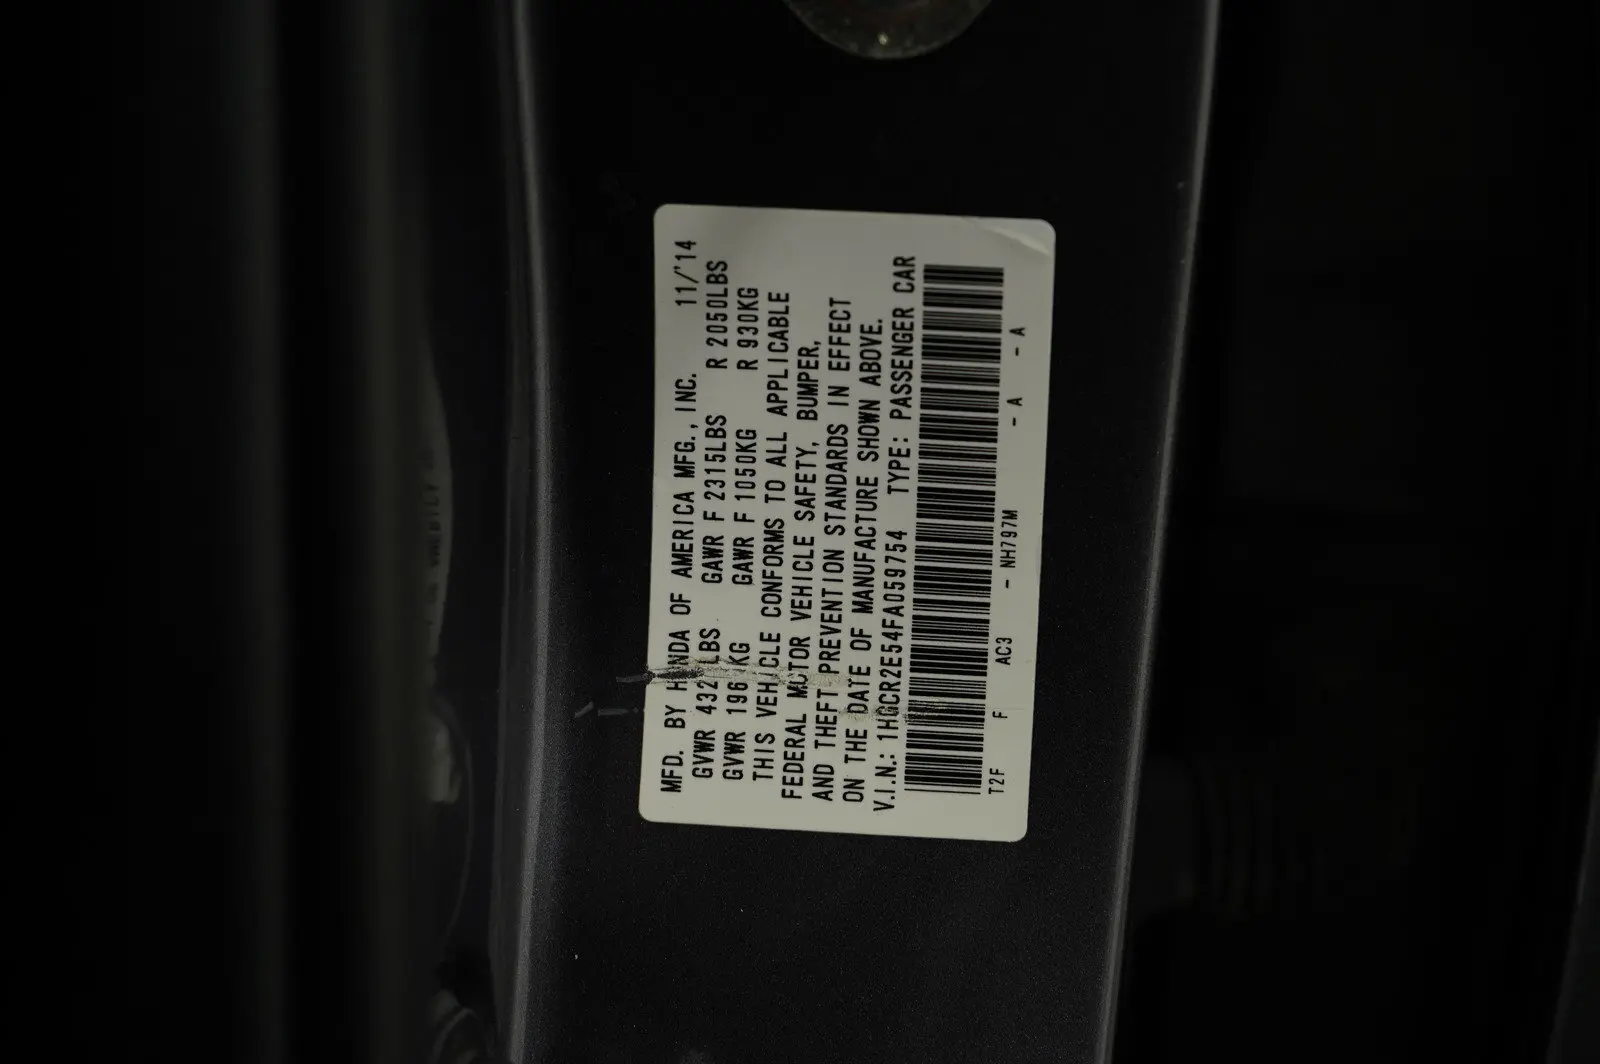 MFD. BY HONDA OF AMERICA MFG., INC. 11/'14
GVWR 432 LBS GAWR F 2315LBS R 2050LBS
GVWR 196 KG GAWR F 1050KG R 930KG
THIS VEHICLE CONFORMS TO ALL APPLICABLE
FEDERAL MOTOR VEHICLE SAFETY, BUMPER,
AND THEFT PREVENTION STANDARDS IN EFFECT
ON THE DATE OF MANUFACTURE SHOWN ABOVE.
V.I.N.: 1HGCR2E54FA059754 TYPE: PASSENGER CAR
T2F F AC3 - NH797M - A - A